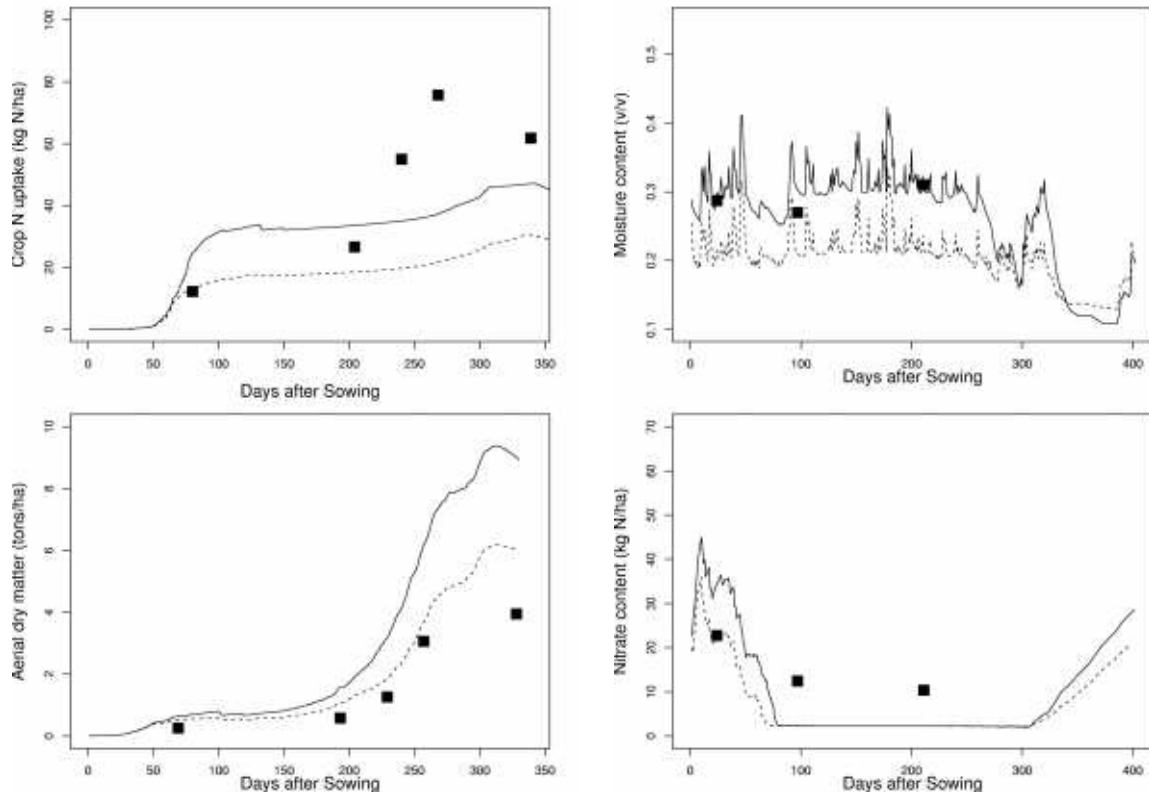 Crop N uptake (kg N/ha)
0 20 40 60 80 100
0 50 100 150 200 250 300 350
Days after Sowing
Moisture content (v/v)
0.1 0.2 0.3 0.4 0.5
0 100 200 300 400
Days after Sowing
Aerial dry matter (tons/ha)
0 2 4 6 8 10
0 50 100 150 200 250 300 350
Days after Sowing
Nitrate content (kg N/ha)
0 10 20 30 40 50 60 70
0 100 200 300 400
Days after Sowing